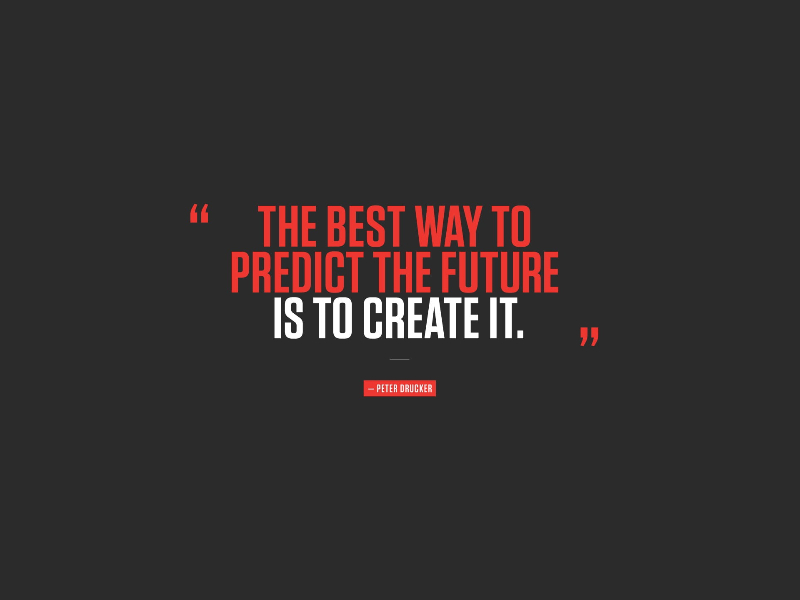 “ THE BEST WAY TO
PREDICT THE FUTURE
IS TO CREATE IT. ”
— PETER DRUCKER